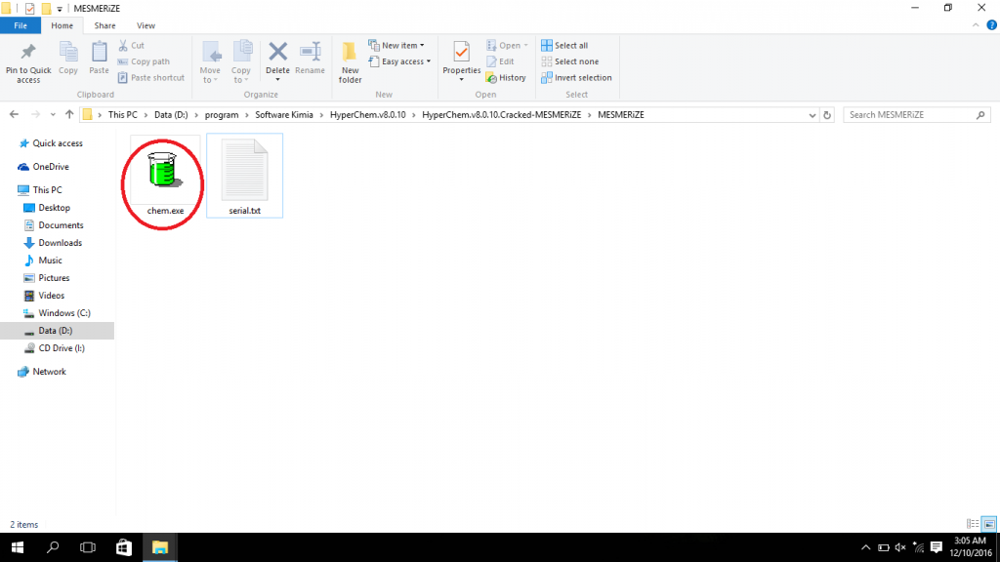 MESMERiZE
File Home Share View
Pin to Quick access
Copy
Paste
Cut
Copy path
Paste shortcut
Clipboard
Move to
Copy to
Delete
Rename
Organize
New folder
New item
Easy access
New
Properties
Open
Edit
History
Open
Select all
Select none
Invert selection
Select
This PC > Data (D:) > program > Software Kimia > HyperChem.v8.0.10 > HyperChem.v8.0.10.Cracked-MESMERiZE > MESMERiZE
Search MESMERiZE
Quick access
OneDrive
This PC
Desktop
Documents
Downloads
Music
Pictures
Videos
Windows (C:)
Data (D:)
CD Drive (I:)
Network
chem.exe
serial.txt
2 items
3:05 AM
12/10/2016